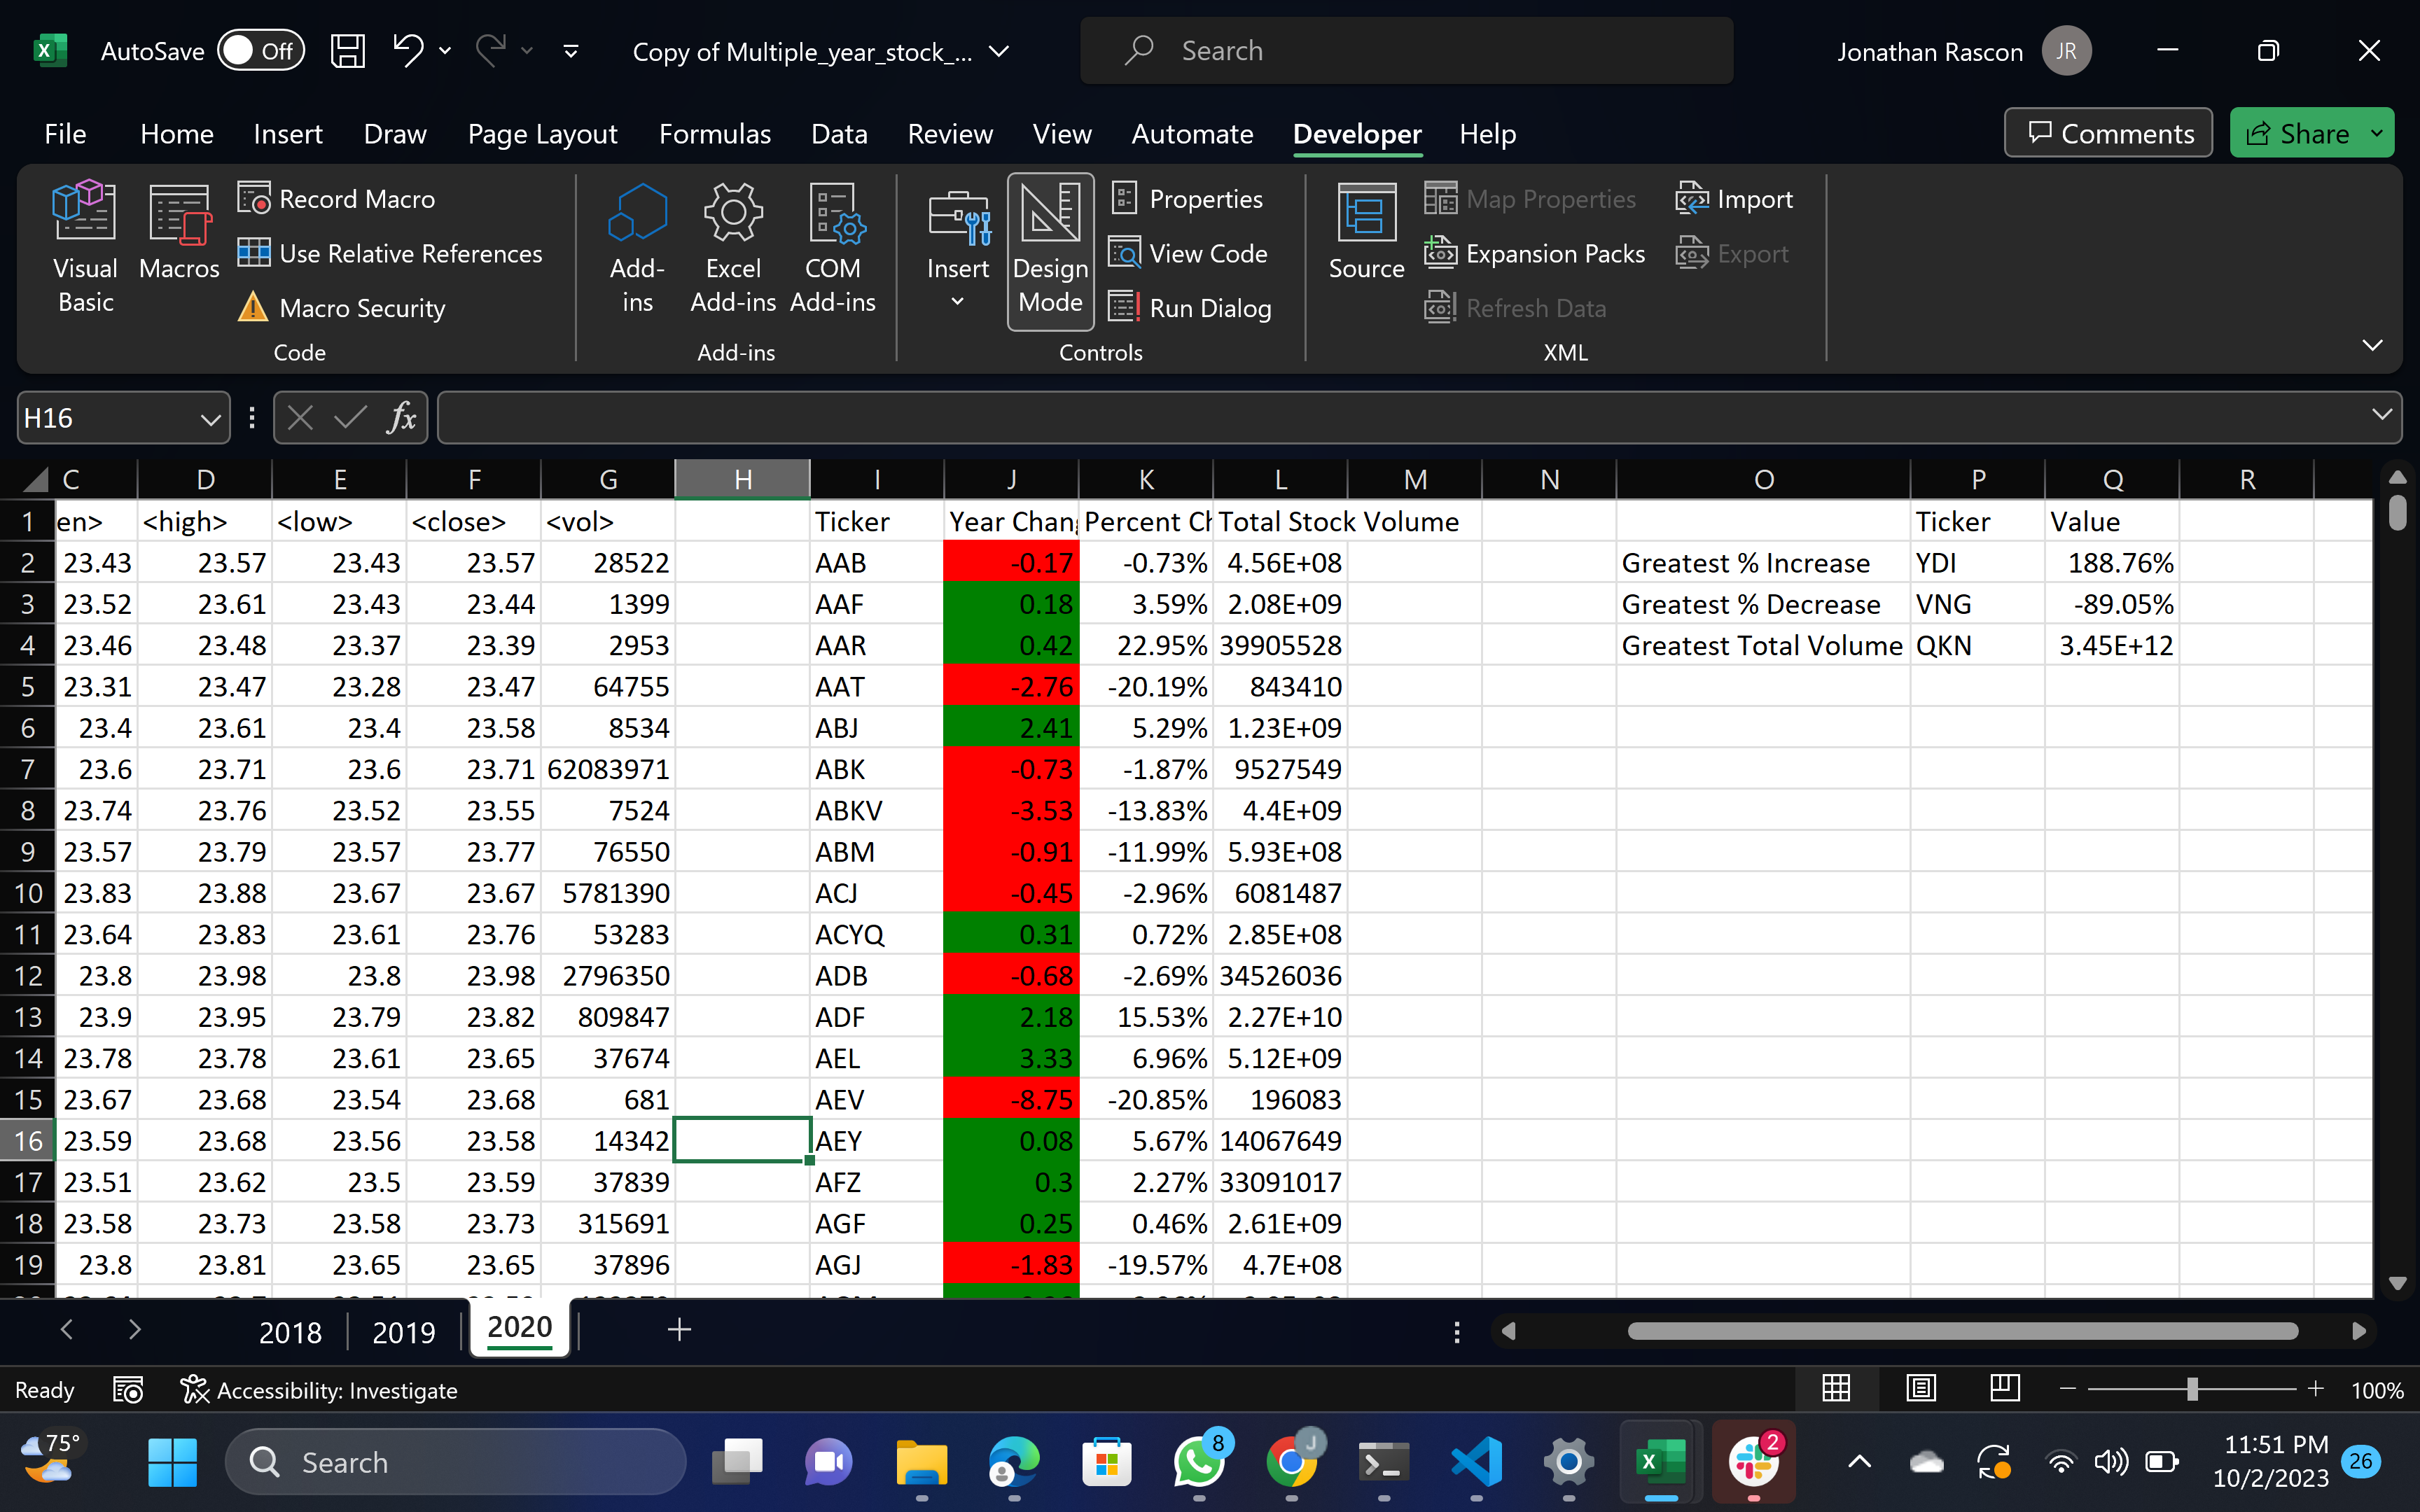 AutoSave Off Copy of Multiple_year_stock_... Search Jonathan Rascon JR
File Home Insert Draw Page Layout Formulas Data Review View Automate Developer Help Comments Share
Visual Basic
Macros
Record Macro
Use Relative References
Macro Security
Code
Add-ins
Excel Add-ins
COM Add-ins
Add-ins
Insert
Design Mode
Properties
View Code
Run Dialog
Controls
Source
Map Properties
Expansion Packs
Refresh Data
Import
Export
XML
H16 fx
C D E F G H I J K L M N O P Q R
1 en> <high> <low> <close> <vol> Ticker Year Chan Percent Ch Total Stock Volume Ticker Value
2 23.43 23.57 23.43 23.57 28522 AAB -0.17 -0.73% 4.56E+08 Greatest % Increase YDI 188.76%
3 23.52 23.61 23.43 23.44 1399 AAF 0.18 3.59% 2.08E+09 Greatest % Decrease VNG -89.05%
4 23.46 23.48 23.37 23.39 2953 AAR 0.42 22.95% 39905528 Greatest Total Volume QKN 3.45E+12
5 23.31 23.47 23.28 23.47 64755 AAT -2.76 -20.19% 843410
6 23.4 23.61 23.4 23.58 8534 ABJ 2.41 5.29% 1.23E+09
7 23.6 23.71 23.6 23.71 62083971 ABK -0.73 -1.87% 9527549
8 23.74 23.76 23.52 23.55 7524 ABKV -3.53 -13.83% 4.4E+09
9 23.57 23.79 23.57 23.77 76550 ABM -0.91 -11.99% 5.93E+08
10 23.83 23.88 23.67 23.67 5781390 ACJ -0.45 -2.96% 6081487
11 23.64 23.83 23.61 23.76 53283 ACYQ 0.31 0.72% 2.85E+08
12 23.8 23.98 23.8 23.98 2796350 ADB -0.68 -2.69% 34526036
13 23.9 23.95 23.79 23.82 809847 ADF 2.18 15.53% 2.27E+10
14 23.78 23.78 23.61 23.65 37674 AEL 3.33 6.96% 5.12E+09
15 23.67 23.68 23.54 23.68 681 AEV -8.75 -20.85% 196083
16 23.59 23.68 23.56 23.58 14342 AEY 0.08 5.67% 14067649
17 23.51 23.62 23.5 23.59 37839 AFZ 0.3 2.27% 33091017
18 23.58 23.73 23.58 23.73 315691 AGF 0.25 0.46% 2.61E+09
19 23.8 23.81 23.65 23.65 37896 AGJ -1.83 -19.57% 4.7E+08
2018 2019 2020
Ready Accessibility: Investigate 100%
75° Search 8 J 2 11:51 PM 26
10/2/2023